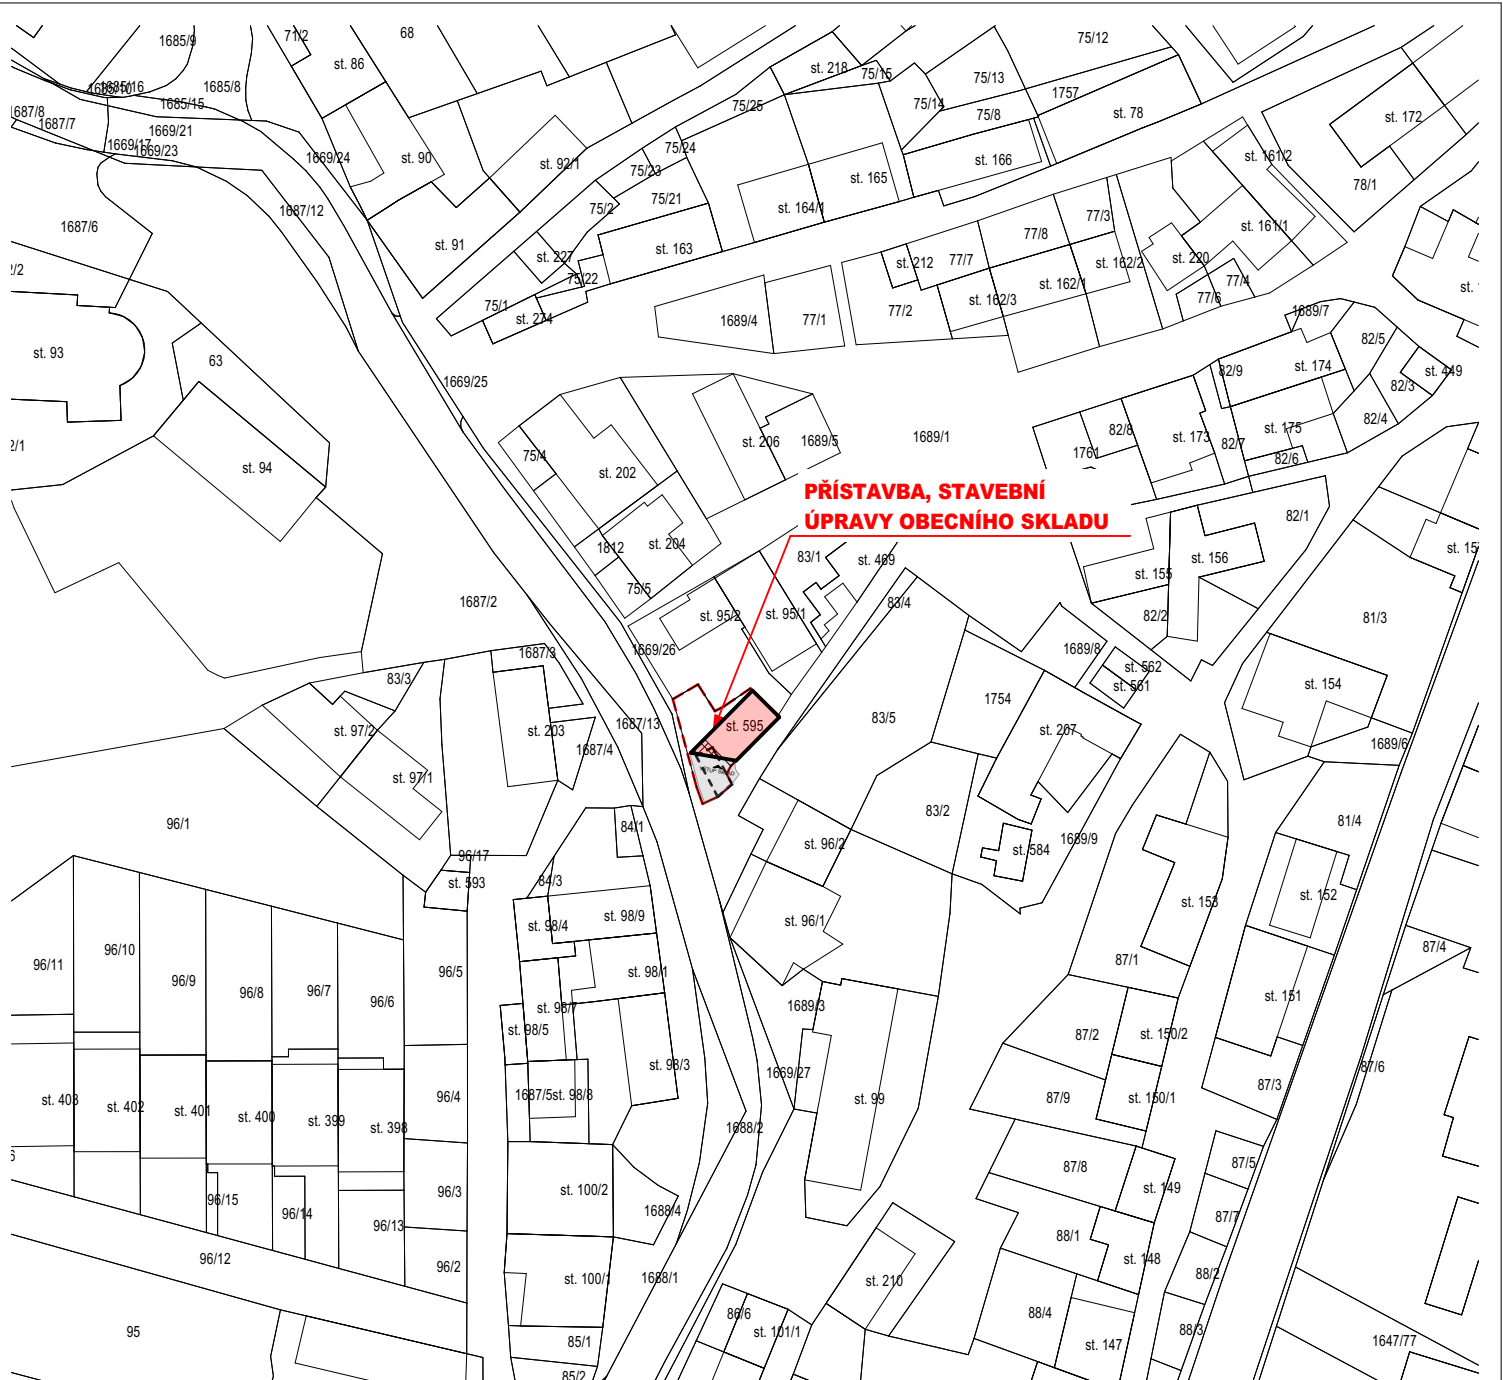 1685/9
71/2
68
75/12
st. 86
st. 218
75/15
75/13
1685/16
1685/8
1685/15
75/25
75/14
1757
75/8
st. 78
st. 172
1687/8
1687/7
1669/21
1669/17
1669/23
1669/24
st. 90
st. 92/1
75/24
75/23
st. 166
st. 161/2
st. 165
78/1
1687/12
75/2
75/21
st. 164/1
77/3
1687/6
st. 91
st. 163
77/8
st. 161/1
st. 227
st. 212
77/7
st. 162/2
st. 220
2/2
75/22
st. 162/1
77/4
75/1
st. 162/3
77/6
st. 274
1689/4
77/1
77/2
1689/7
st. 93
63
82/5
st. 174
82/9
st. 449
1669/25
82/3
82/4
2/1
75/4
st. 206
1689/5
1689/1
82/8
st. 173
82/7
st. 175
1761
82/6
st. 94
st. 202
PŘÍSTAVBA, STAVEBNÍ
ÚPRAVY OBECNÍHO SKLADU
82/1
1812
st. 204
83/1
st. 469
st. 156
st. 155
75/5
1687/2
83/4
st. 95/2
st. 95/1
82/2
81/3
1669/26
1687/3
1689/8
st. 562
83/3
st. 561
st. 154
1754
83/5
1687/13
st. 595
st. 97/2
st. 203
st. 207
1687/4
1689/6
st. 97/1
96/1
84/1
83/2
81/4
96/17
st. 96/2
1689/9
st. 584
84/3
st. 593
st. 152
st. 153
st. 98/4
st. 98/9
st. 96/1
96/10
87/4
96/11
96/9
96/8
96/7
96/6
96/5
st. 98/1
87/1
st. 151
st. 98/7
1689/3
st. 98/5
87/2
st. 150/2
st. 98/3
1669/27
87/6
87/3
st. 403
st. 402
st. 401
st. 400
st. 399
st. 398
96/4
1687/5
st. 98/8
st. 99
87/9
st. 150/1
1688/2
87/8
87/5
96/15
96/14
96/13
96/3
st. 100/2
st. 149
1688/4
87/7
88/1
96/12
96/2
st. 100/1
1688/1
st. 210
st. 148
88/2
95
85/1
86/6
st. 101/1
88/4
st. 147
88/3
1647/77
85/2